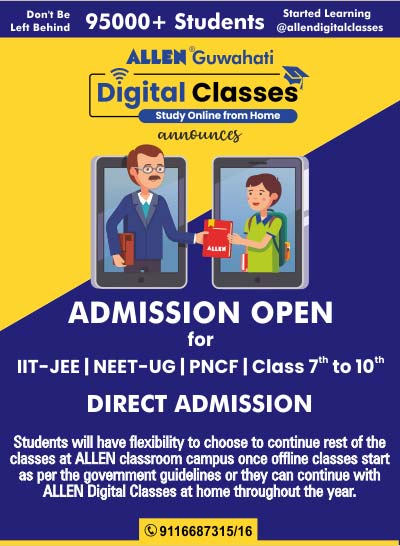 Don't Be
Left Behind
95000+ Students
Started Learning
@allendigitalclasses
ALLEN® Guwahati
Digital Classes
Study Online from Home
announces
ALLEN
ADMISSION OPEN
for
IIT-JEE | NEET-UG | PNCF | Class 7th to 10th
DIRECT ADMISSION
Students will have flexibility to choose to continue rest of the
classes at ALLEN classroom campus once offline classes start
as per the government guidelines or they can continue with
ALLEN Digital Classes at home throughout the year.
9116687315/16